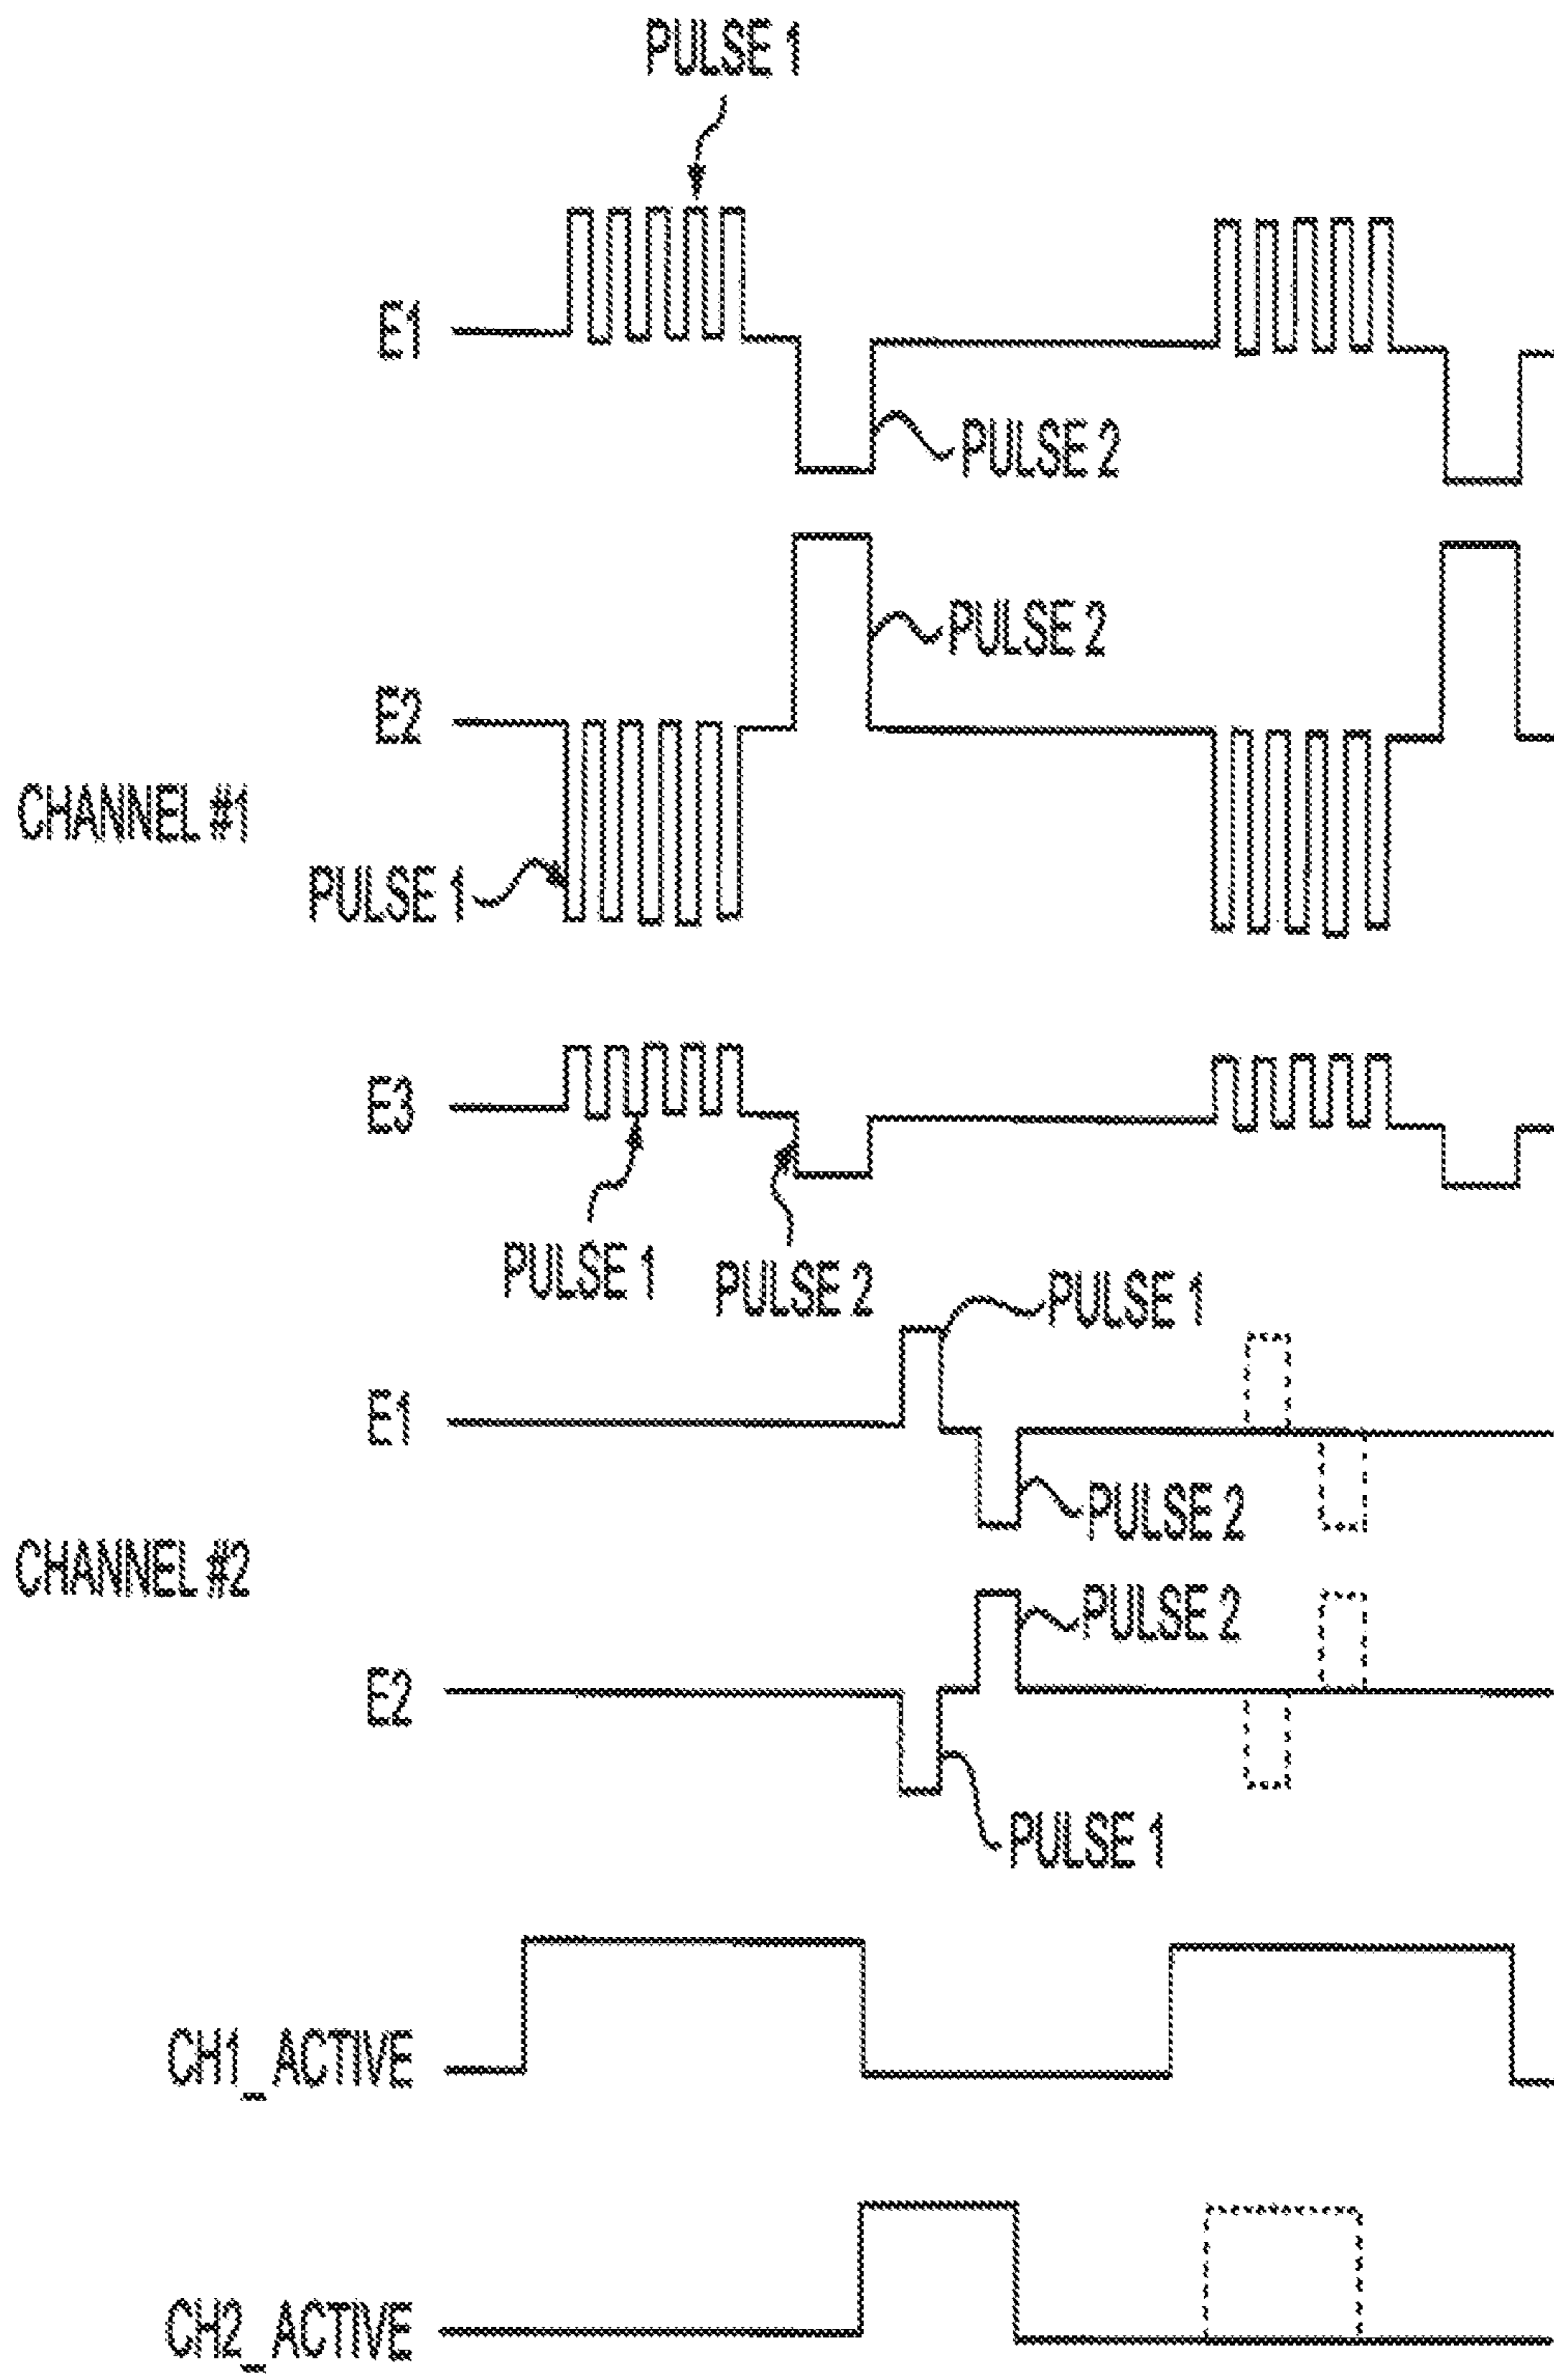 PULSE 1
E1
PULSE 2
PULSE 2
E2
CHANNEL #1
PULSE 1
E3
PULSE 1
PULSE 2
PULSE 1
E1
PULSE 2
CHANNEL #2
PULSE 2
E2
PULSE 1
CH1_ACTIVE
CH2_ACTIVE